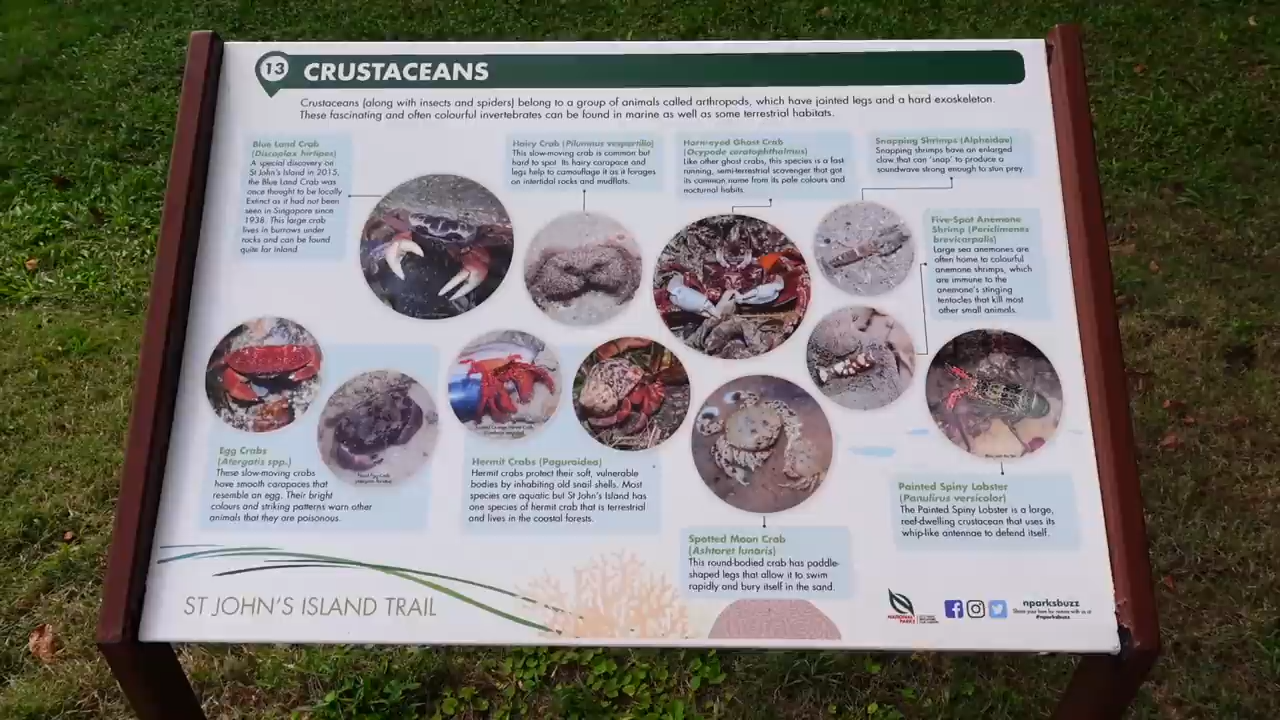 13
CRUSTACEANS
Crustaceans (along with insects and spiders) belong to a group of animals called arthropods, which have jointed legs and a hard exoskeleton.
These fascinating and often colourful invertebrates can be found in marine as well as some terrestrial habitats.
Blue Land Crab
(Discoplax hirtipes)
A special discovery on
St John's Island in 2015,
the Blue Land Crab was
once thought to be locally
Extinct as it had not been
seen in Singapore since
1938. This large crab
lives in burrows under
rocks and can be found
quite far inland.
Hairy Crab (Pilumnus vespertilio)
This slow-moving crab is common but
hard to spot. Its hairy carapace and
legs help to camouflage it as it forages
on intertidal rocks and mudflats.
Horn-eyed Ghost Crab
(Ocypode ceratophthalmus)
Like other ghost crabs, this species is a fast
running, semi-terrestrial scavenger that got
its common name from its pale colours and
nocturnal habits.
Snapping Shrimps (Alpheidae)
Snapping shrimps have an enlarged
claw that can 'snap' to produce a
soundwave strong enough to stun prey.
Five-Spot Anemone
Shrimp (Periclimenes
brevicarpalis)
Large sea anemones are
often home to colourful
anemone shrimps, which
are immune to the
anemone's stinging
tentacles that kill most
other small animals.
Egg Crabs
(Atergatis spp.)
These slow-moving crabs
have smooth carapaces that
resemble an egg. Their bright
colours and striking patterns warn other
animals that they are poisonous.
Hermit Crabs (Paguroidea)
Hermit crabs protect their soft, vulnerable
bodies by inhabiting old snail shells. Most
species are aquatic but St John's Island has
one species of hermit crab that is terrestrial
and lives in the coastal forests.
Spotted Moon Crab
(Ashtoret lunaris)
This round-bodied crab has paddle-
shaped legs that allow it to swim
rapidly and bury itself in the sand.
Painted Spiny Lobster
(Panulirus versicolor)
The Painted Spiny Lobster is a large,
reef-dwelling crustacean that uses its
whip-like antennae to defend itself.
ST JOHN'S ISLAND TRAIL
NATIONAL
PARKS
nparksbuzz
#nparksbuzz